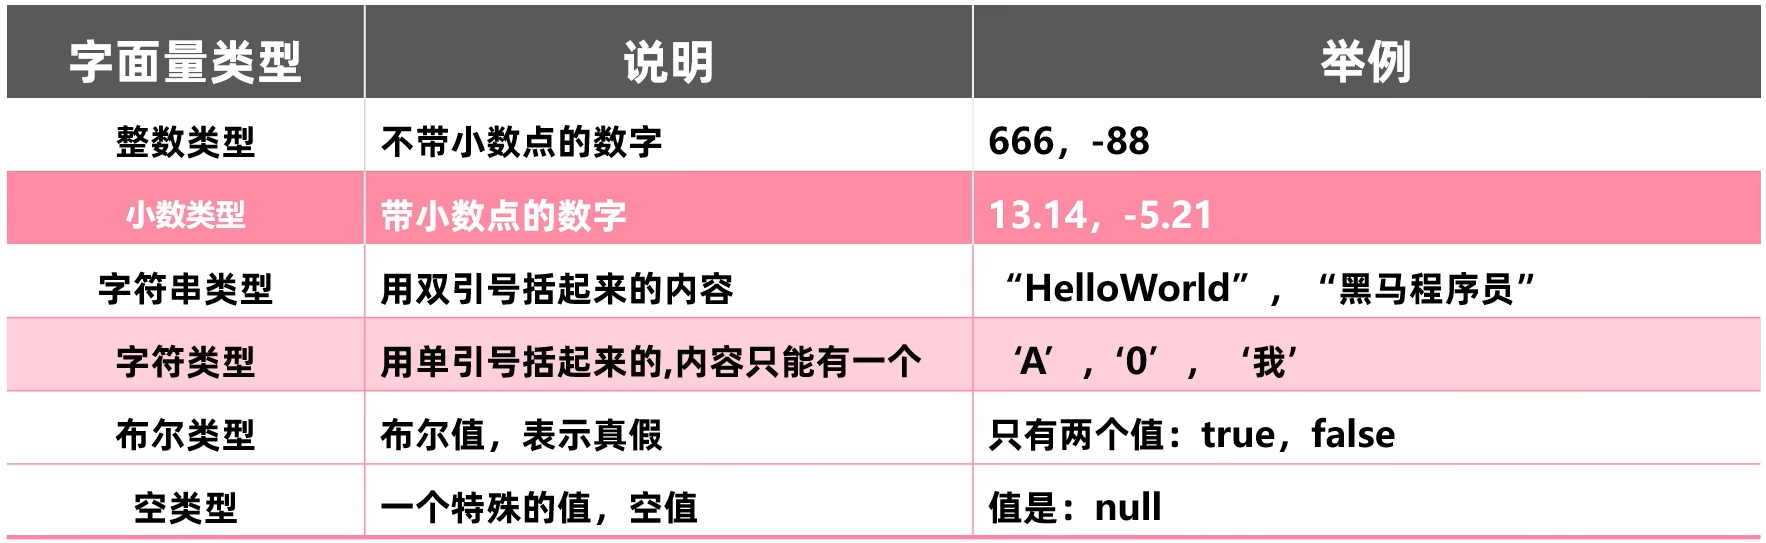 字面量类型 说明 举例
整数类型 不带小数点的数字 666，-88
小数类型 带小数点的数字 13.14，-5.21
字符串类型 用双引号括起来的内容 “HelloWorld”，“黑马程序员”
字符类型 用单引号括起来的,内容只能有一个 ‘A’，‘0’，‘我’
布尔类型 布尔值，表示真假 只有两个值：true，false
空类型 一个特殊的值，空值 值是：null